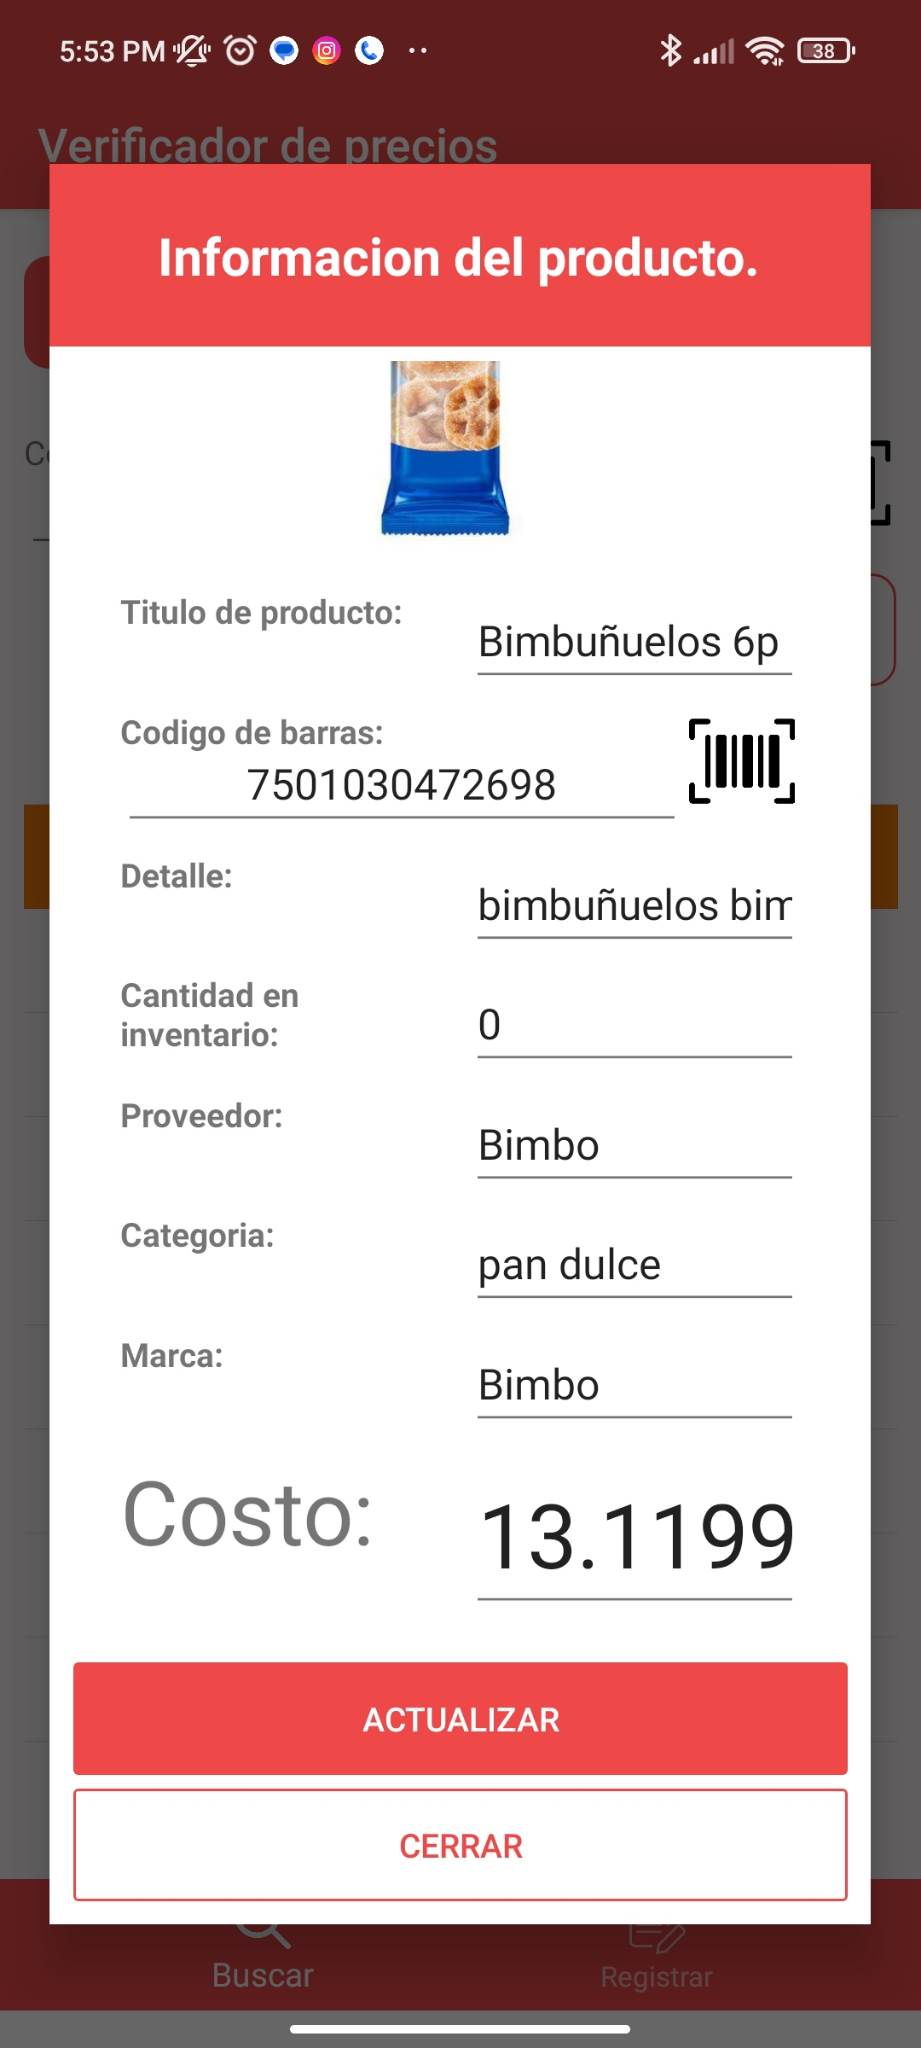 5:53 PM
38
Verificador de precios
Informacion del producto.
Titulo de producto:
Bimbuñuelos 6p
Codigo de barras:
7501030472698
Detalle:
bimbuñuelos bim
Cantidad en
inventario:
0
Proveedor:
Bimbo
Categoria:
pan dulce
Marca:
Bimbo
Costo:
13.1199
ACTUALIZAR
CERRAR
Buscar
Registrar